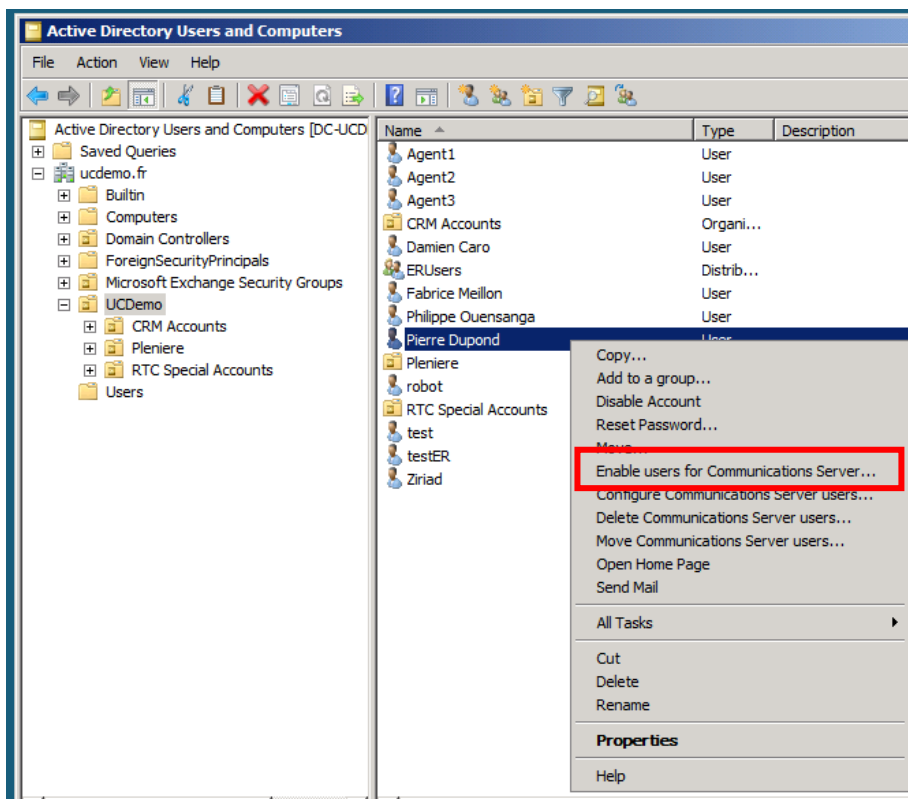 Active Directory Users and Computers
File Action View Help
Active Directory Users and Computers [DC-UCD
Saved Queries
ucdemo.fr
Builtin
Computers
Domain Controllers
ForeignSecurityPrincipals
Microsoft Exchange Security Groups
UCDemo
CRM Accounts
Pleniere
RTC Special Accounts
Users
Name Type Description
Agent1 User
Agent2 User
Agent3 User
CRM Accounts Organi...
Damien Caro User
ERUsers Distrib...
Fabrice Meillon User
Philippe Ouensanga User
Pierre Dupond User
Pleniere
robot
RTC Special Accounts
test
testER
Ziriad
Copy...
Add to a group...
Disable Account
Reset Password...
Move...
Enable users for Communications Server...
Configure Communications Server users...
Delete Communications Server users...
Move Communications Server users...
Open Home Page
Send Mail
All Tasks
Cut
Delete
Rename
Properties
Help